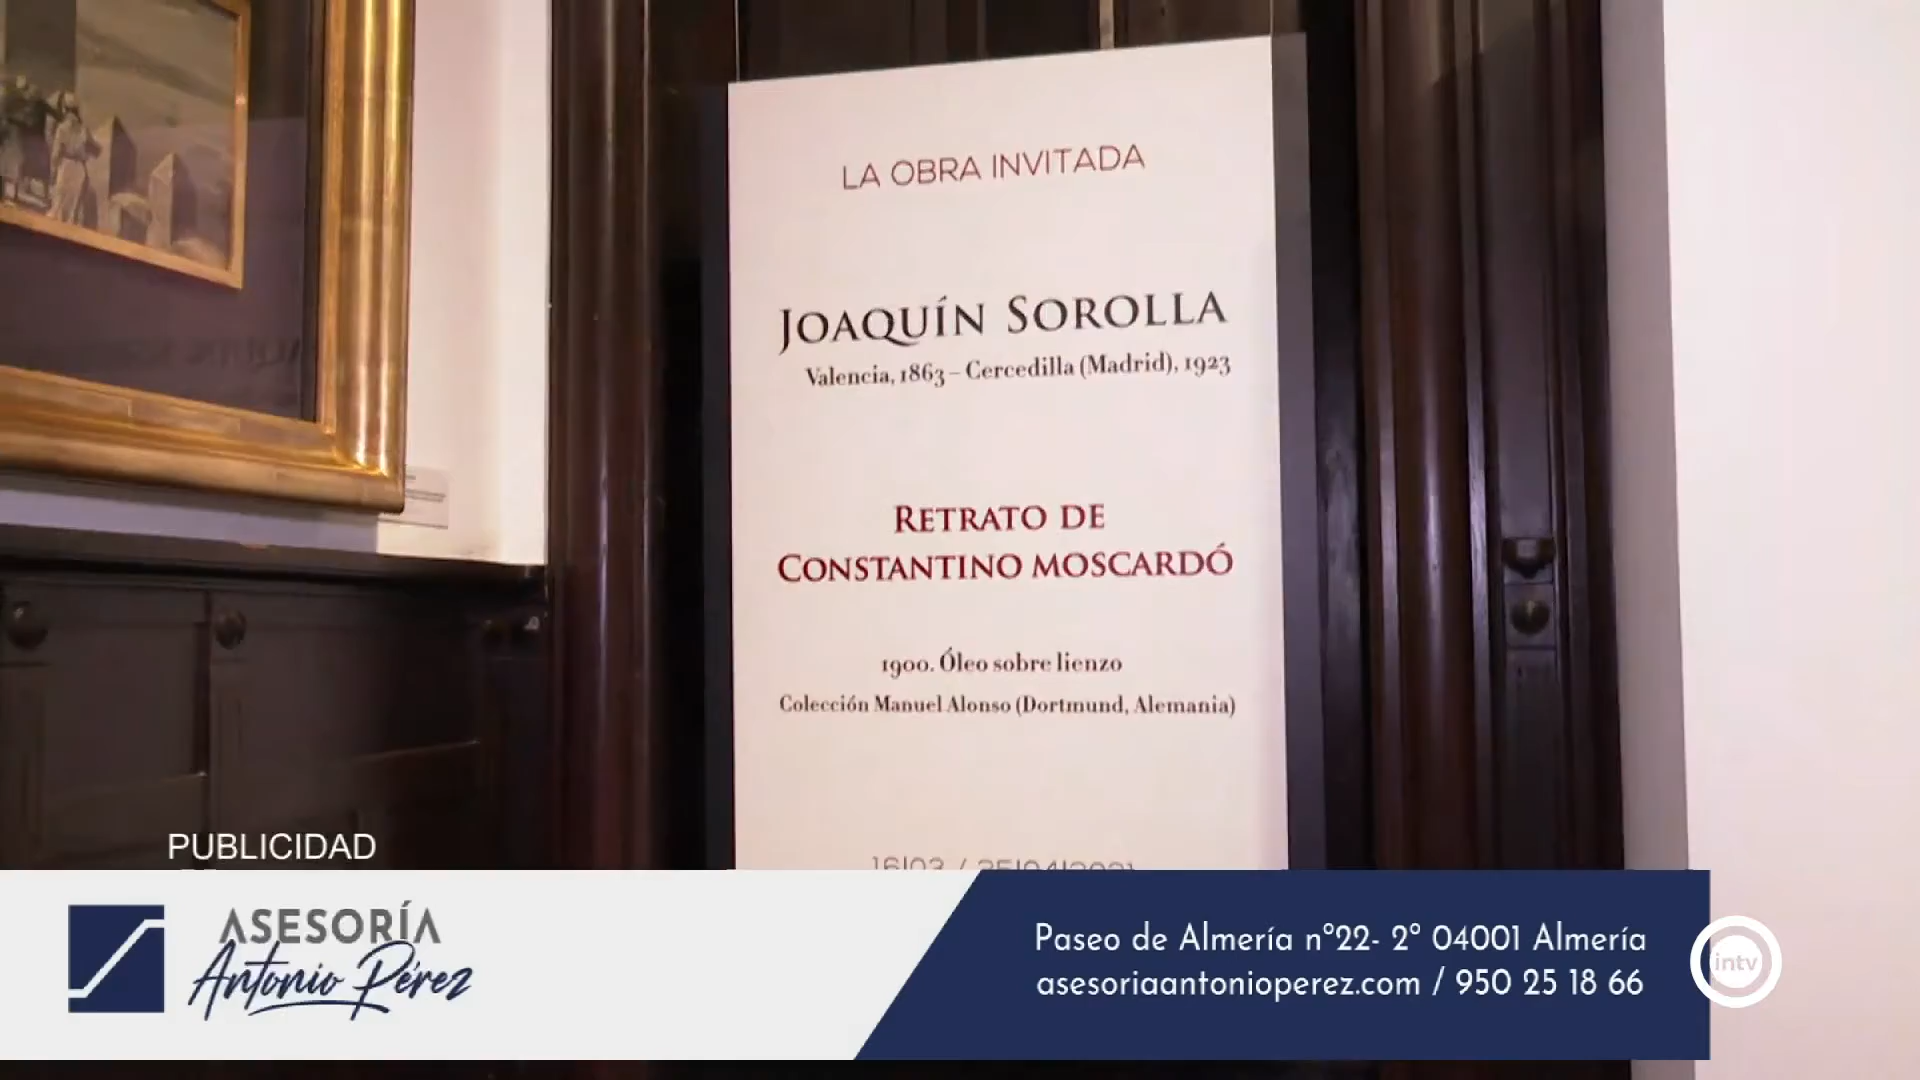 LA OBRA INVITADA
JOAQUÍN SOROLLA
Valencia, 1863 – Cercedilla (Madrid), 1923
RETRATO DE
CONSTANTINO MOSCARDÓ
1900. Óleo sobre lienzo
Colección Manuel Alonso (Dortmund, Alemania)
PUBLICIDAD
ASESORÍA
Antonio Pérez
Paseo de Almería nº22- 2º 04001 Almería
asesoriaantonioperez.com / 950 25 18 66
intv